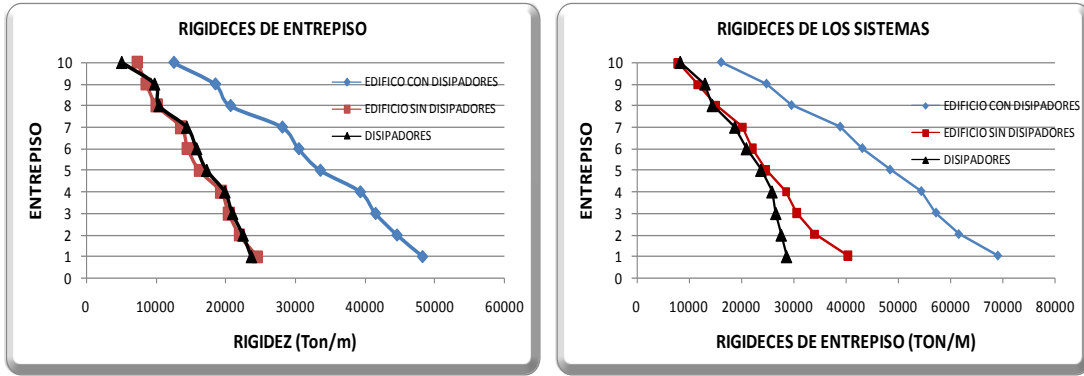 RIGIDECES DE ENTREPISO
ENTREPISO
10
9
8
7
6
5
4
3
2
1
0
EDIFICO CON DISIPADORES
EDIFICIO SIN DISIPADORES
DISIPADORES
0 10000 20000 30000 40000 50000 60000
RIGIDEZ (Ton/m)
RIGIDECES DE LOS SISTEMAS
ENTREPISO
10
9
8
7
6
5
4
3
2
1
0
EDIFICIO CON DISIPADORES
EDIFICIO SIN DISIPADORES
DISIPADORES
0 10000 20000 30000 40000 50000 60000 70000 80000
RIGIDECES DE ENTREPISO (TON/M)